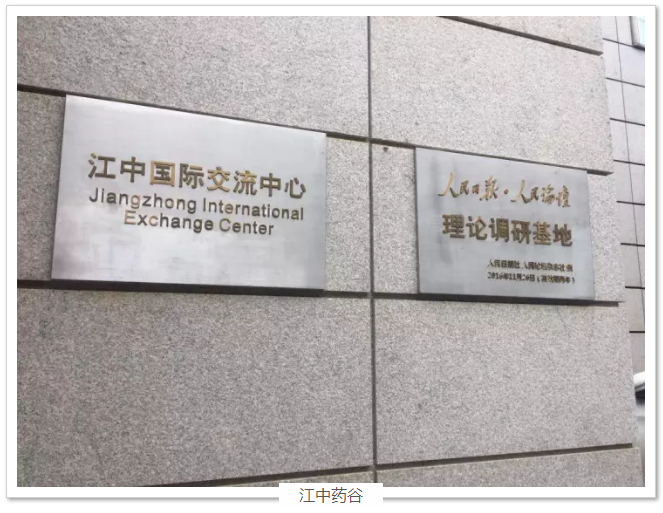 江中国际交流中心
Jiangzhong International
Exchange Center
人民日报·人民论坛
理论调研基地
江中药谷